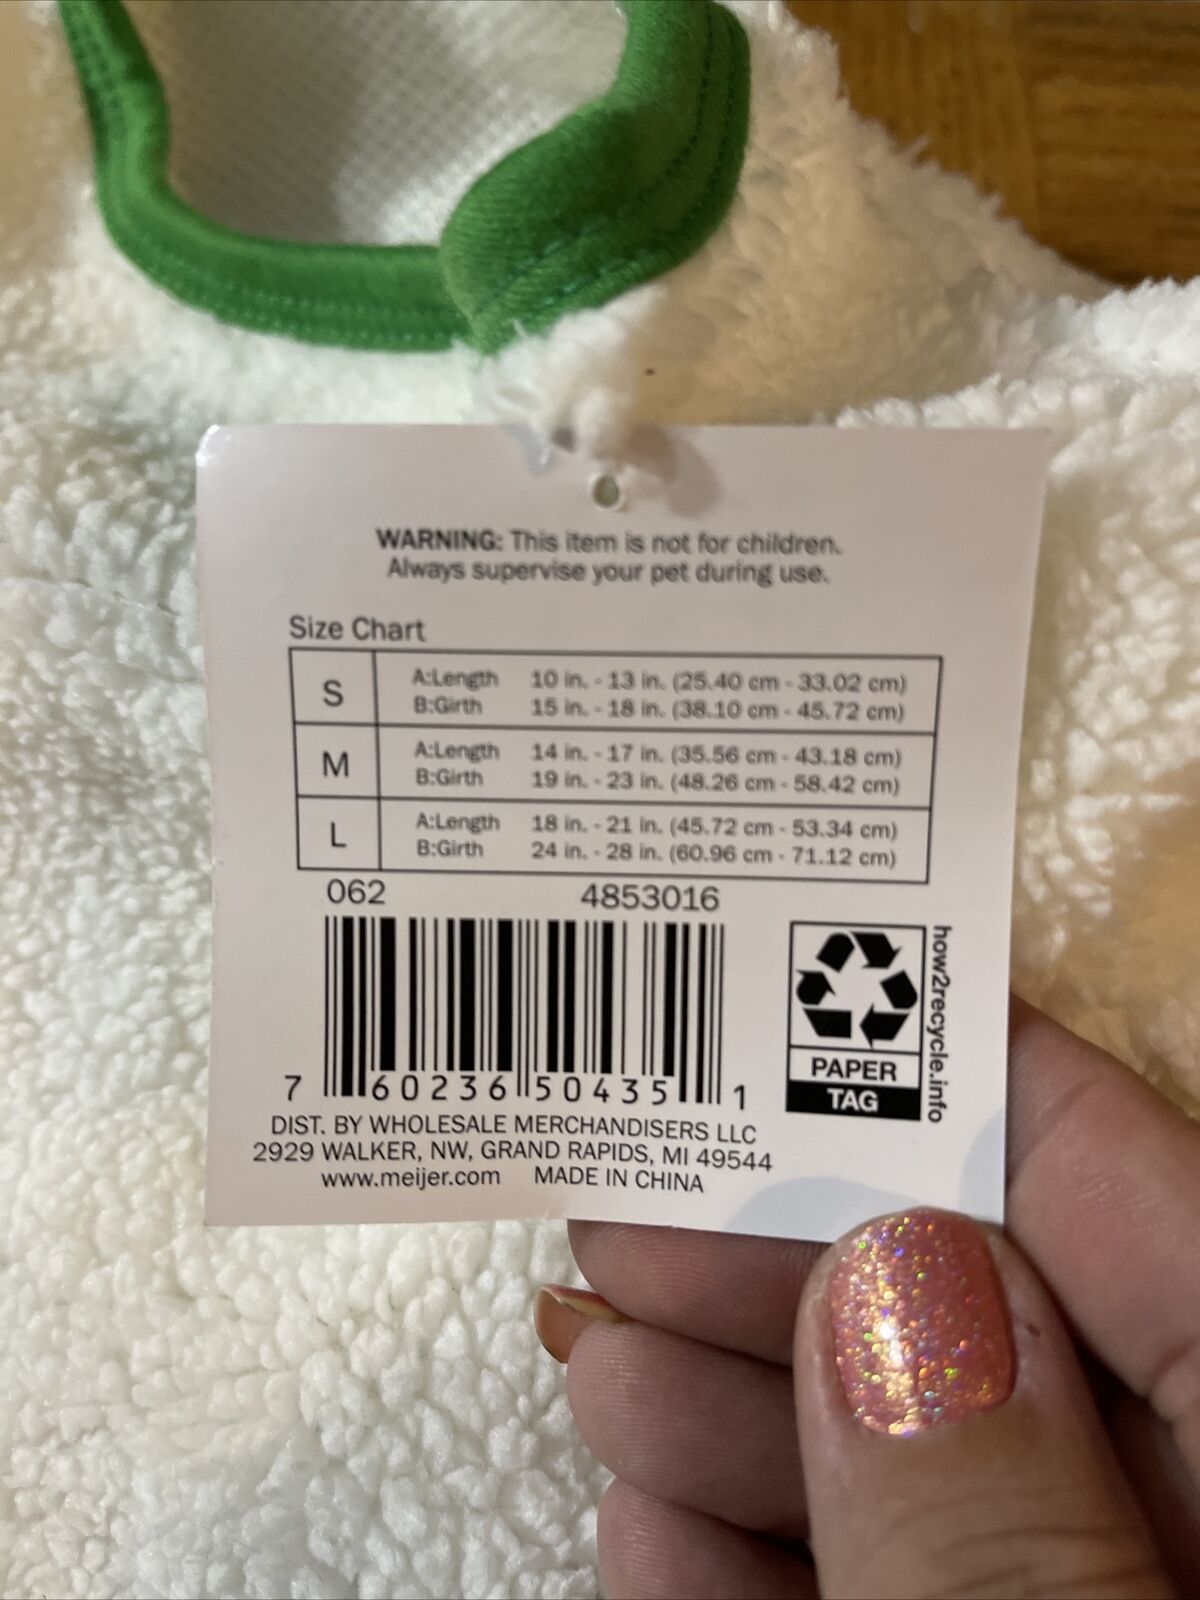 WARNING: This item is not for children.
Always supervise your pet during use.
Size Chart
S A:Length 10 in. - 13 in. (25.40 cm - 33.02 cm)
B:Girth 15 in. - 18 in. (38.10 cm - 45.72 cm)
M A:Length 14 in. - 17 in. (35.56 cm - 43.18 cm)
B:Girth 19 in. - 23 in. (48.26 cm - 58.42 cm)
L A:Length 18 in. - 21 in. (45.72 cm - 53.34 cm)
B:Girth 24 in. - 28 in. (60.96 cm - 71.12 cm)
062 4853016
7 60236 50435 1
DIST. BY WHOLESALE MERCHANDISERS LLC
2929 WALKER, NW, GRAND RAPIDS, MI 49544
www.meijer.com MADE IN CHINA
PAPER
TAG
how2recycle.info